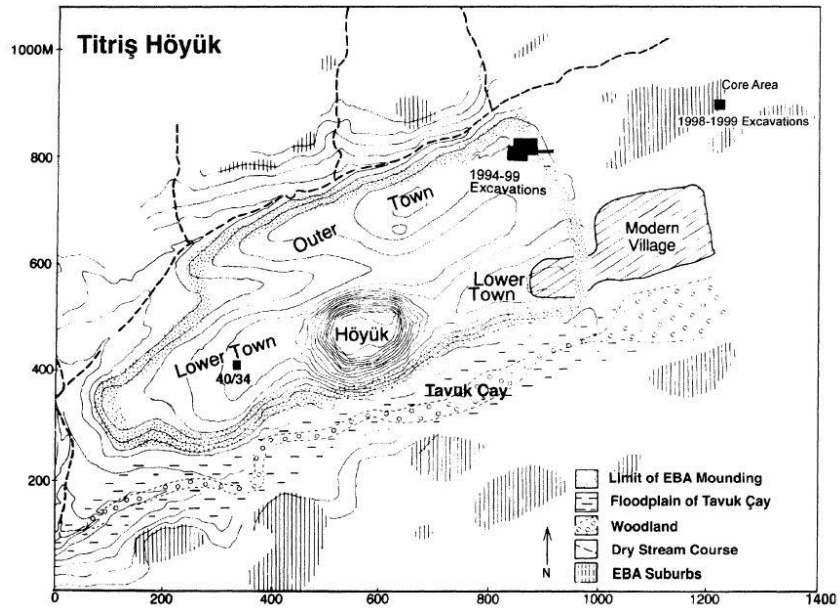 Titriş Höyük
1000M
800
600
400
200
0
0
200
400
600
800
1000
1200
1400
Core Area
1998-1999 Excavations
1994-99
Excavations
Outer
Town
Modern
Village
Lower
Town
Höyük
Lower Town
40/34
Tavuk Çay
Limit of EBA Mounding
Floodplain of Tavuk Çay
Woodland
Dry Stream Course
EBA Suburbs
N